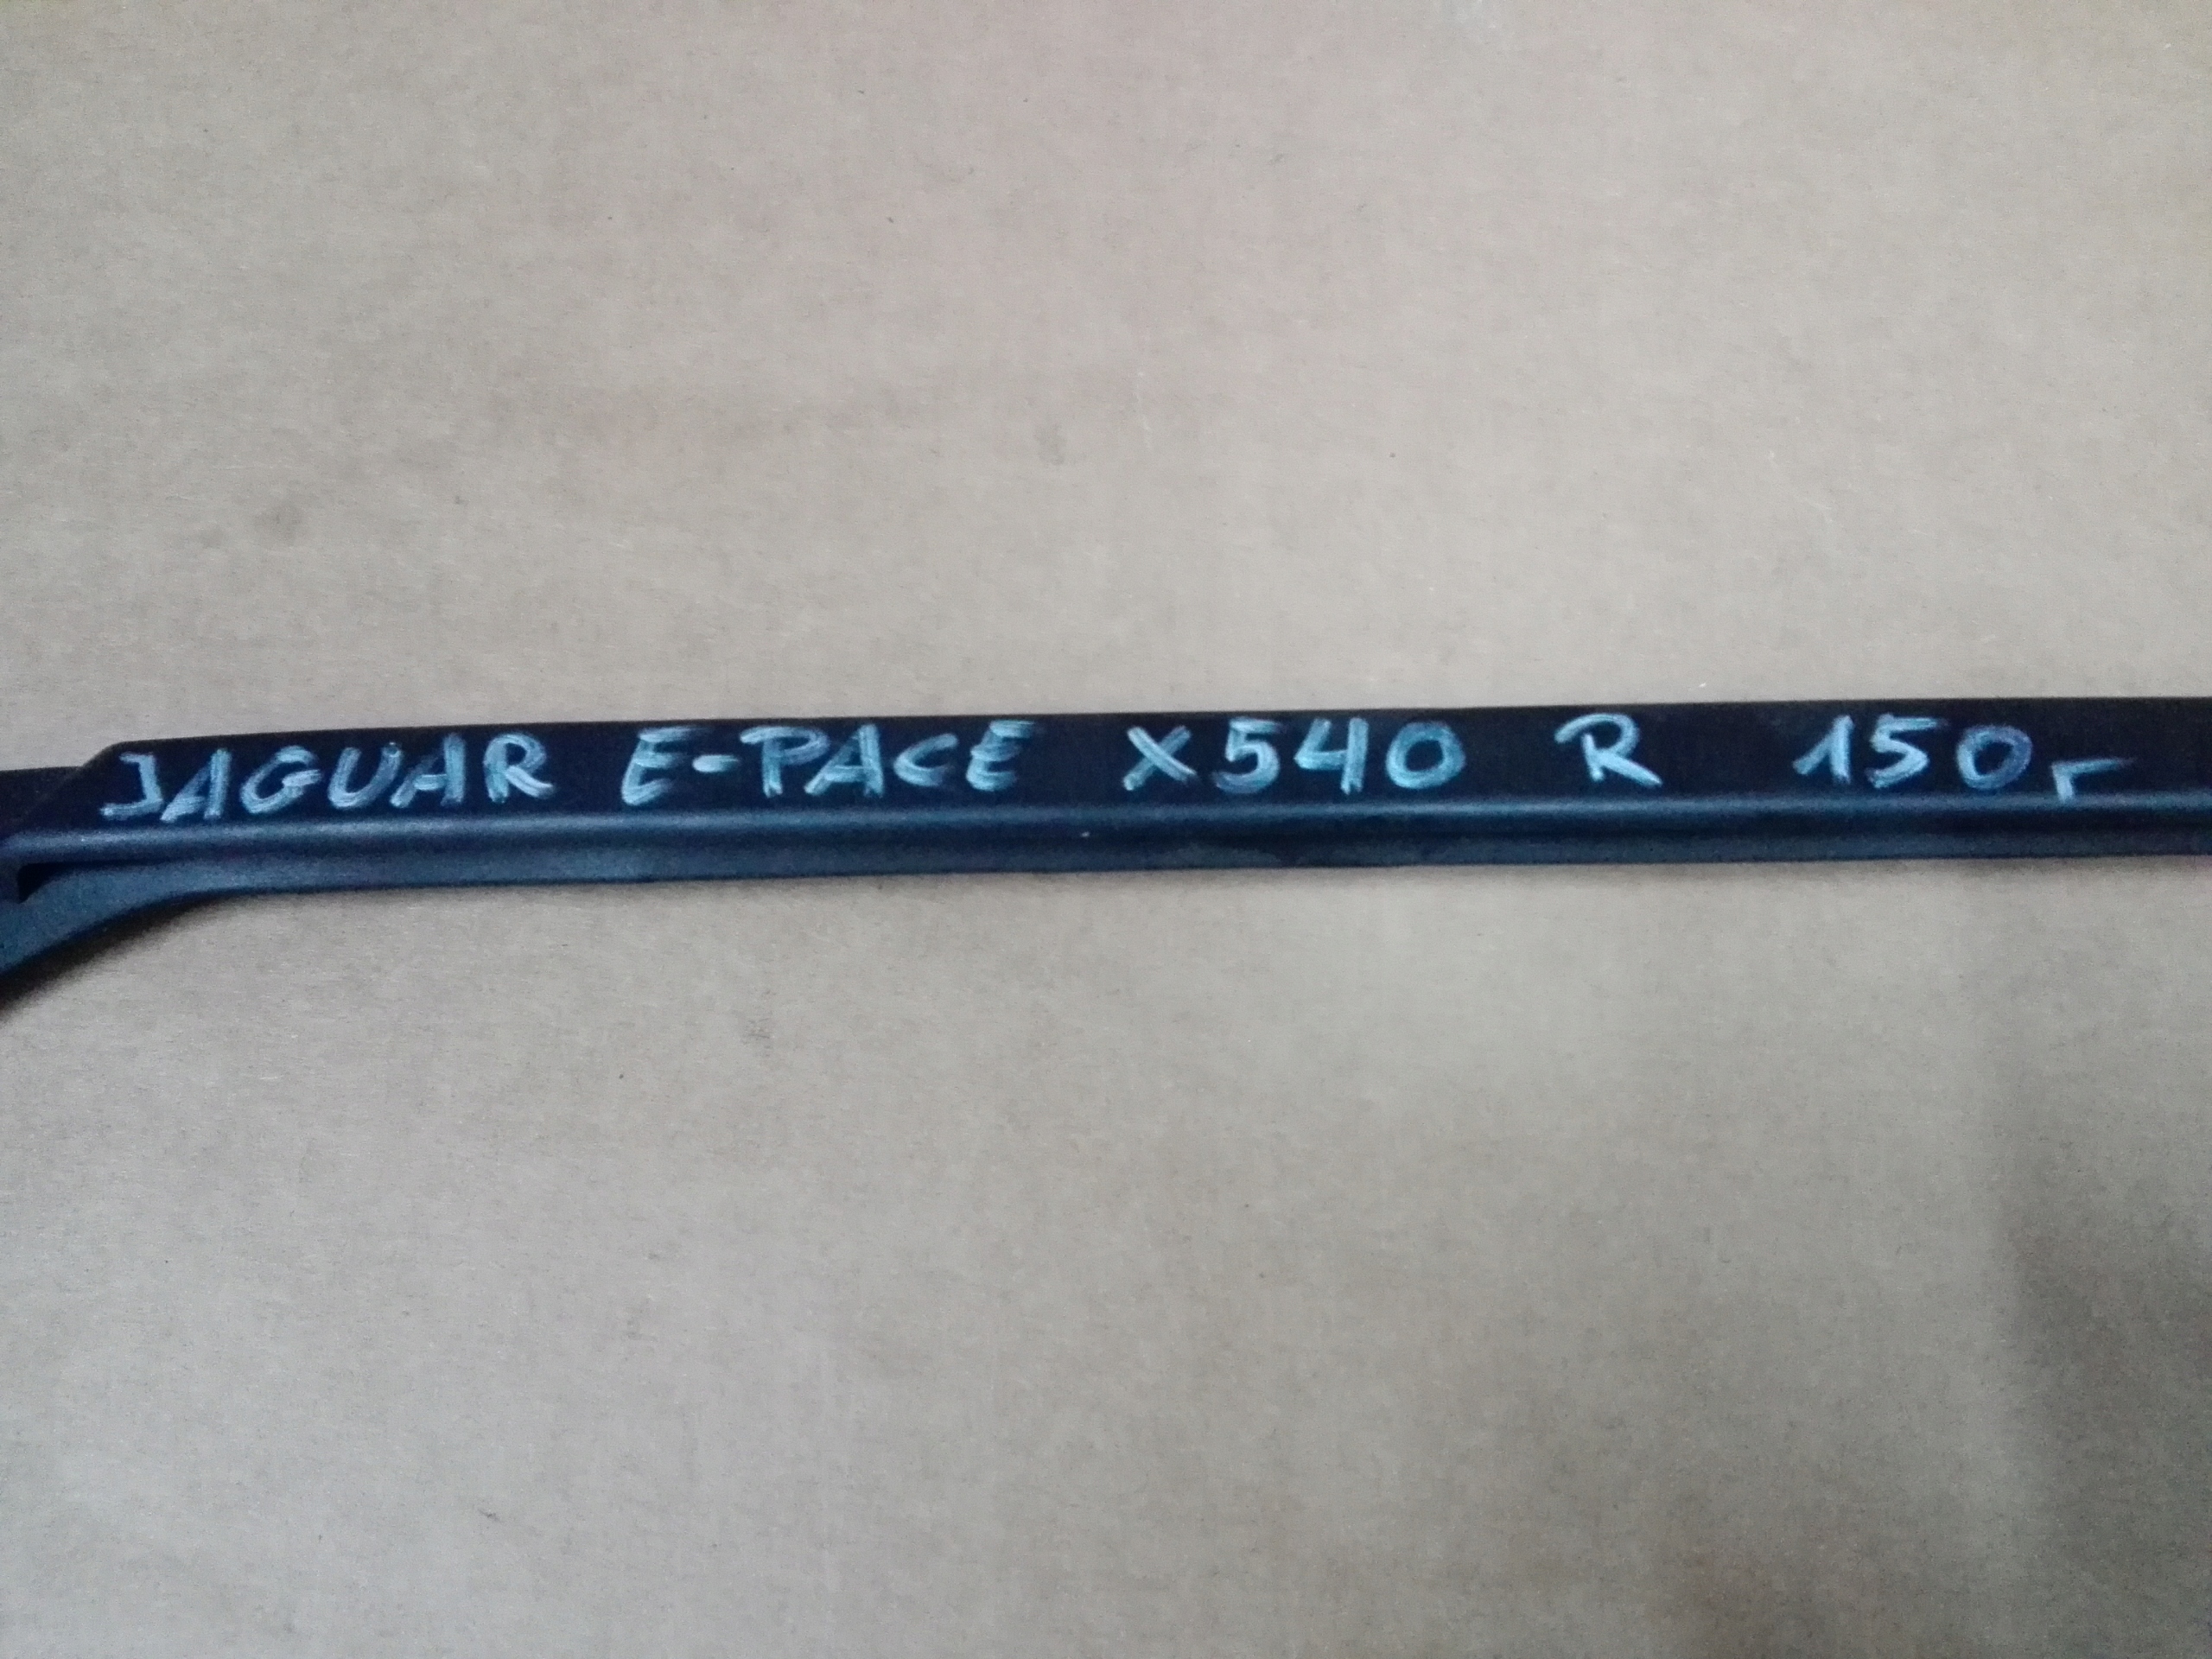 JAGUAR E-PACE X540 R 150г